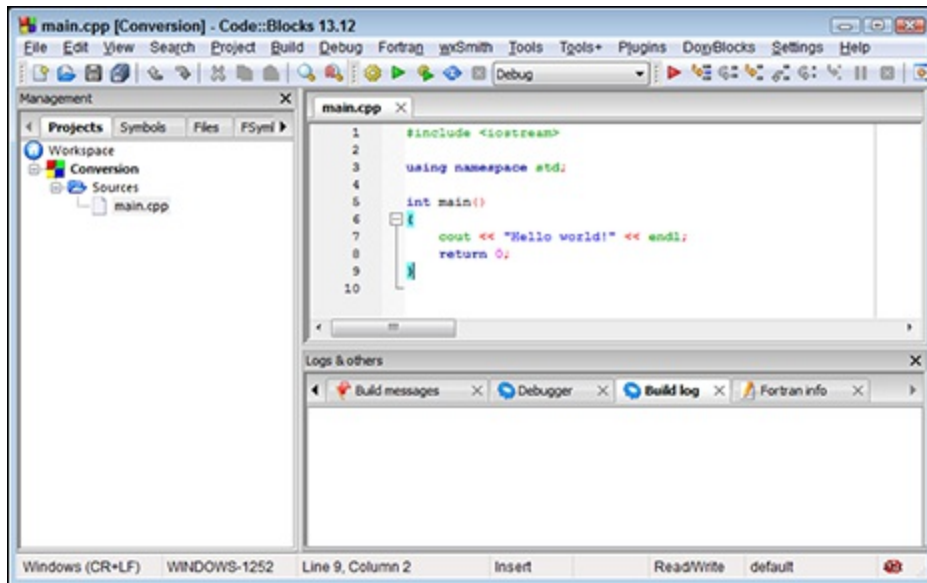 main.cpp [Conversion] - Code::Blocks 13.12
File Edit View Search Project Build Debug Fortran wxSmith Tools Tools+ Plugins DoxyBlocks Settings Help
Debug
Management
Projects Symbols Files FSymb
Workspace
Conversion
Sources
main.cpp
main.cpp
1 #include <iostream>
2
3 using namespace std;
4
5 int main()
6 {
7 cout << "Hello world!" << endl;
8 return 0;
9 }
10
Logs & others
Build messages Debugger Build log Fortran info
Windows (CR+LF) WINDOWS-1252 Line 9, Column 2 Insert Read/Write default